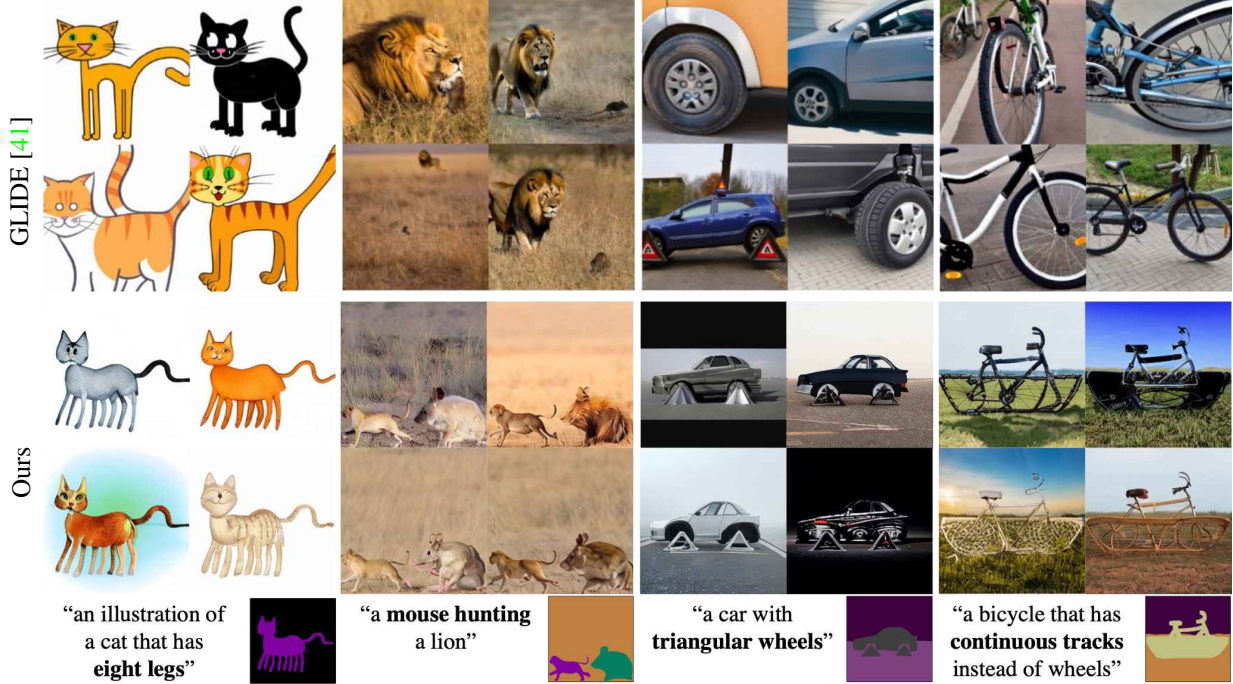 GLIDE [41]
Ours
“an illustration of
a cat that has
eight legs”
“a mouse hunting
a lion”
“a car with
triangular wheels”
“a bicycle that has
continuous tracks
instead of wheels”